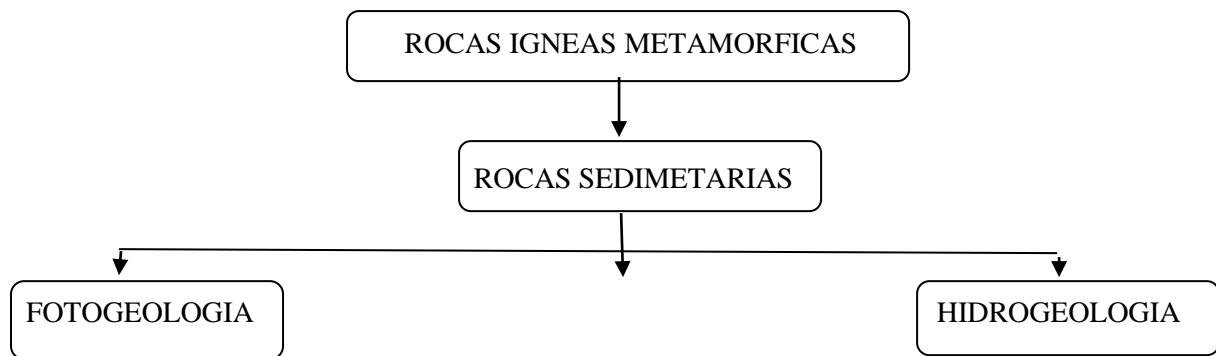 ROCAS IGNEAS METAMORFICAS
ROCAS SEDIMETARIAS
FOTOGEOLOGIA
HIDROGEOLOGIA